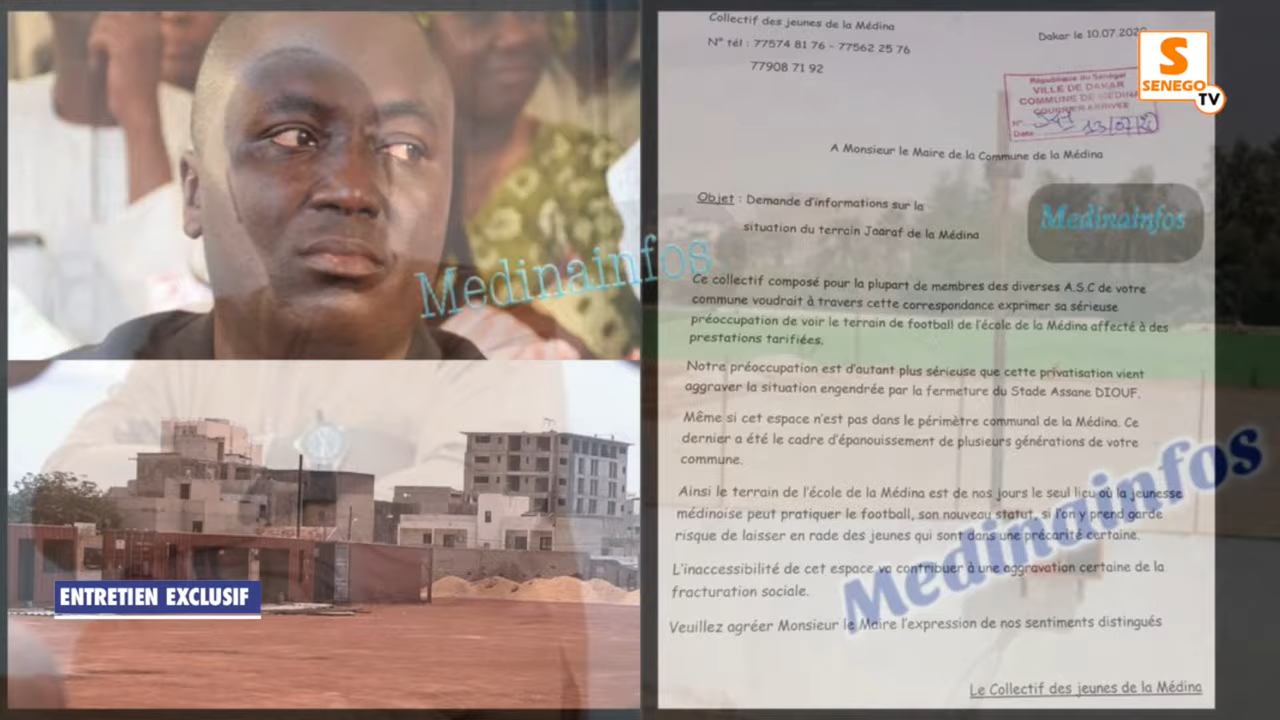 Collectif des jeunes de la Médina
N° tél : 77574 81 76 - 77562 25 76
77908 71 92
Dakar le 10.07.2020
S
SENEGO
TV
République du Sénégal
VILLE DE DAKAR
COMMUNE DE MEDINA
COURRIER ARRIVEE
N°
Date 13/07/20
A Monsieur le Maire de la Commune de la Médina
Objet : Demande d'informations sur la
situation du terrain Jaaraf de la Médina
Medinainfos
Medinainfos
Ce collectif composé pour la plupart de membres des diverses A.S.C de votre
commune voudrait à travers cette correspondance exprimer sa sérieuse
préoccupation de voir le terrain de football de l'école de la Médina affecté à des
prestations tarifiées.
Notre préoccupation est d'autant plus sérieuse que cette privatisation vient
aggraver la situation engendrée par la fermeture du Stade Assane DIOUF.
Même si cet espace n'est pas dans le périmètre communal de la Médina. Ce
dernier a été le cadre d'épanouissement de plusieurs générations de votre
commune.
Ainsi le terrain de l'école de la Médina est de nos jours le seul lieu où la jeunesse
médinoise peut pratiquer le football, son nouveau statut, si l'on y prend garde
risque de laisser en rade des jeunes qui sont dans une précarité certaine.
L'inaccessibilité de cet espace va contribuer à une aggravation certaine de la
fracturation sociale.
Medinainfos
Veuillez agréer Monsieur le Maire l'expression de nos sentiments distingués
Le Collectif des jeunes de la Médina
ENTRETIEN EXCLUSIF